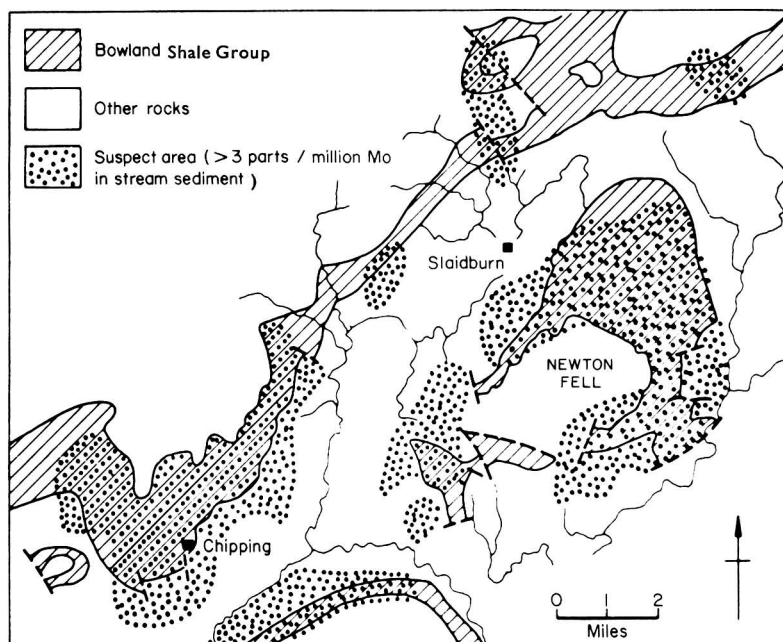 Bowland Shale Group
Other rocks
Suspect area ( >3 parts / million Mo
in stream sediment )
Slaidburn
NEWTON
FELL
Chipping
0 1 2
Miles